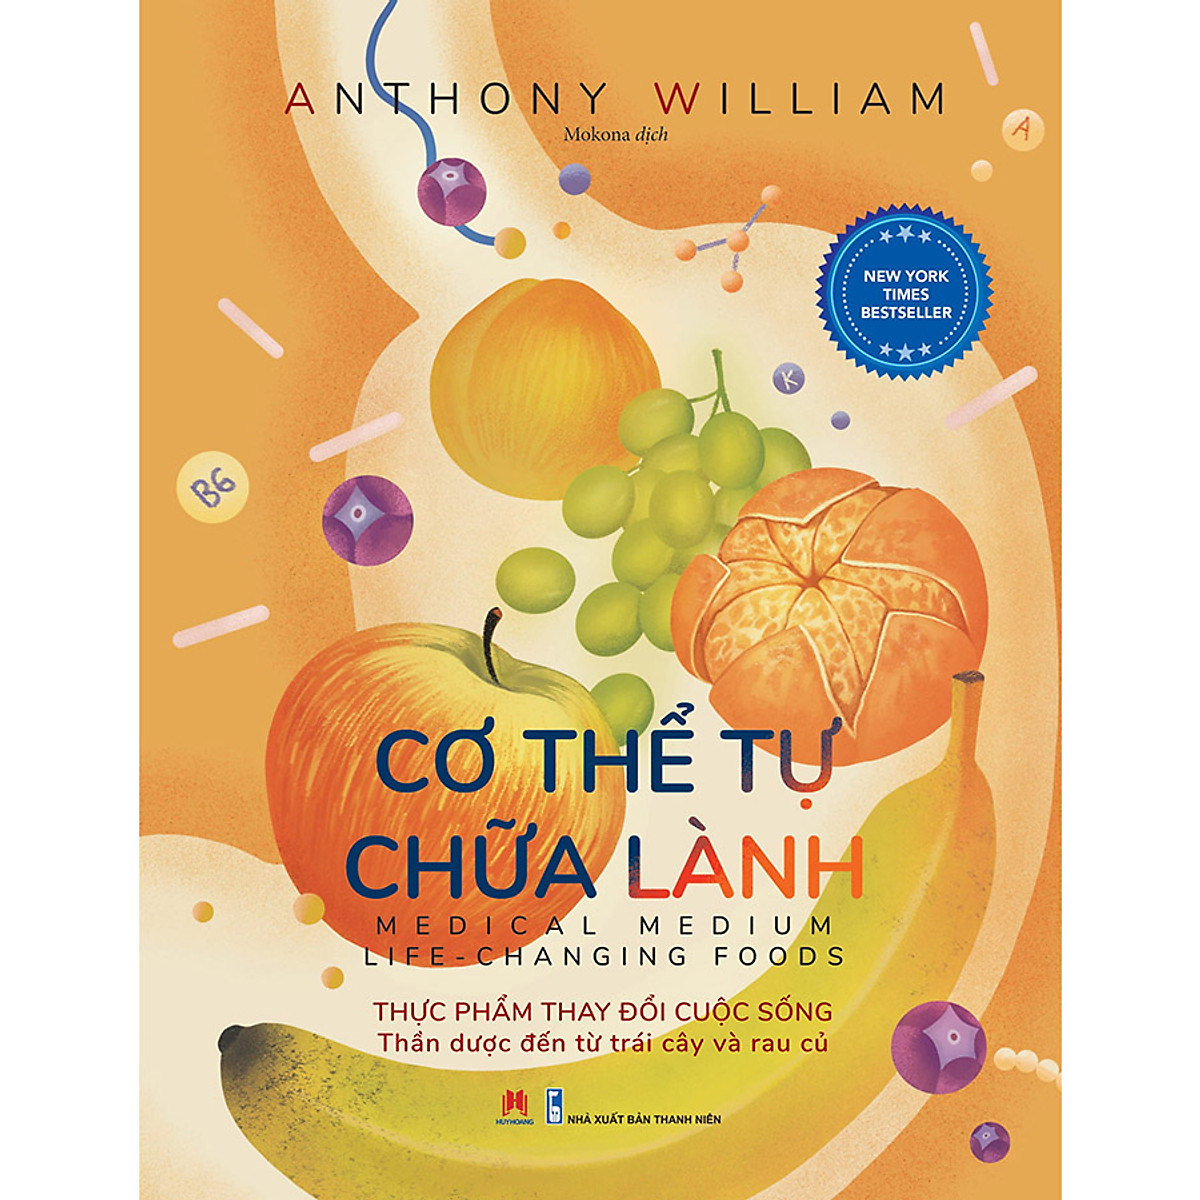 ANTHONY WILLIAM
Mokona dịch
A
NEW YORK
TIMES
BESTSELLER
K
B6
CƠ THỂ TỰ
CHỮA LÀNH
MEDICAL MEDIUM
LIFE-CHANGING FOODS
THỰC PHẨM THAY ĐỔI CUỘC SỐNG
Thần dược đến từ trái cây và rau củ
HUYHOANG
NHÀ XUẤT BẢN THANH NIÊN